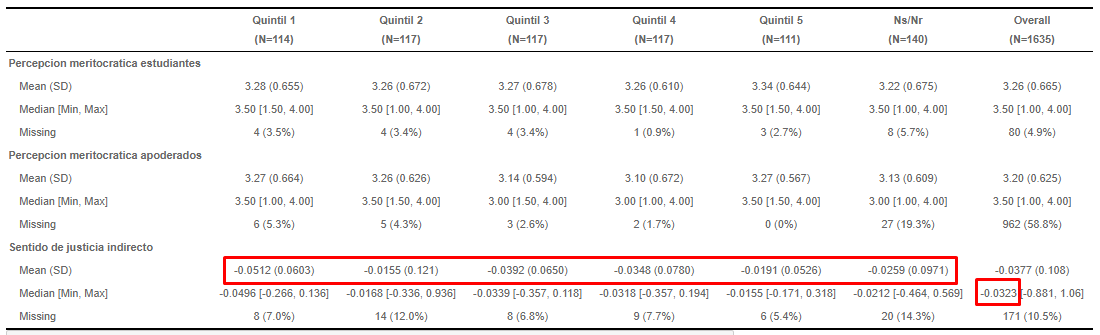 Quintil 1 Quintil 2 Quintil 3 Quintil 4 Quintil 5 Ns/Nr Overall
(N=114) (N=117) (N=117) (N=117) (N=111) (N=140) (N=1635)
Percepcion meritocratica estudiantes
Mean (SD) 3.28 (0.655) 3.26 (0.672) 3.27 (0.678) 3.26 (0.610) 3.34 (0.644) 3.22 (0.675) 3.26 (0.665)
Median [Min, Max] 3.50 [1.50, 4.00] 3.50 [1.00, 4.00] 3.50 [1.00, 4.00] 3.50 [1.50, 4.00] 3.50 [1.50, 4.00] 3.50 [1.00, 4.00] 3.50 [1.00, 4.00]
Missing 4 (3.5%) 4 (3.4%) 4 (3.4%) 1 (0.9%) 3 (2.7%) 8 (5.7%) 80 (4.9%)
Percepcion meritocratica apoderados
Mean (SD) 3.27 (0.664) 3.26 (0.626) 3.14 (0.594) 3.10 (0.672) 3.27 (0.567) 3.13 (0.609) 3.20 (0.625)
Median [Min, Max] 3.50 [1.00, 4.00] 3.50 [1.50, 4.00] 3.00 [1.50, 4.00] 3.00 [1.00, 4.00] 3.50 [1.50, 4.00] 3.00 [1.00, 4.00] 3.50 [1.00, 4.00]
Missing 6 (5.3%) 5 (4.3%) 3 (2.6%) 2 (1.7%) 0 (0%) 27 (19.3%) 962 (58.8%)
Sentido de justicia indirecto
Mean (SD) -0.0512 (0.0603) -0.0155 (0.121) -0.0392 (0.0650) -0.0348 (0.0780) -0.0191 (0.0526) -0.0259 (0.0971) -0.0377 (0.108)
Median [Min, Max] -0.0496 [-0.266, 0.136] -0.0168 [-0.336, 0.936] -0.0339 [-0.357, 0.118] -0.0318 [-0.357, 0.194] -0.0155 [-0.171, 0.318] -0.0212 [-0.464, 0.569] -0.0323 [-0.881, 1.06]
Missing 8 (7.0%) 14 (12.0%) 8 (6.8%) 9 (7.7%) 6 (5.4%) 20 (14.3%) 171 (10.5%)